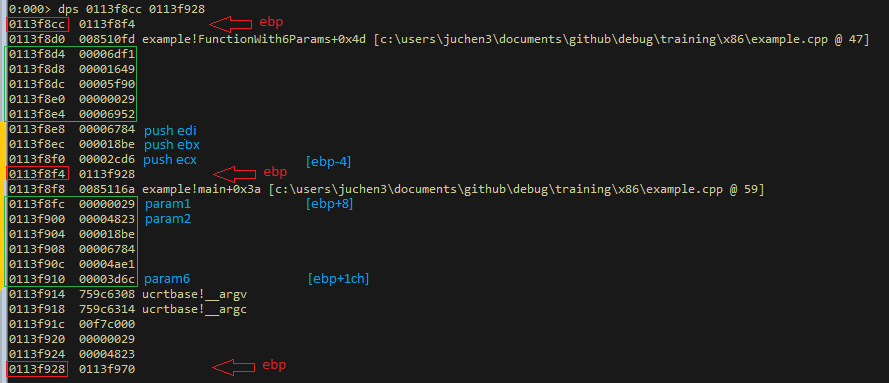 0:000> dps 0113f8cc 0113f928
0113f8cc 0113f8f4 ebp
0113f8d0 008510fd example!FunctionWith6Params+0x4d [c:\users\juchen3\documents\github\debug\training\x86\example.cpp @ 47]
0113f8d4 00006df1
0113f8d8 00001649
0113f8dc 00005f90
0113f8e0 00000029
0113f8e4 00006952
0113f8e8 00006784 push edi
0113f8ec 000018be push ebx
0113f8f0 00002cd6 push ecx [ebp-4]
0113f8f4 0113f928 ebp
0113f8f8 0085116a example!main+0x3a [c:\users\juchen3\documents\github\debug\training\x86\example.cpp @ 59]
0113f8fc 00000029 param1 [ebp+8]
0113f900 00004823 param2
0113f904 000018be
0113f908 00006784
0113f90c 00004ae1
0113f910 00003d6c param6 [ebp+1ch]
0113f914 759c6308 ucrtbase!__argv
0113f918 759c6314 ucrtbase!__argc
0113f91c 00f7c000
0113f920 00000029
0113f924 00004823
0113f928 0113f970 ebp